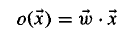 o(x⃗) = w⃗ · x⃗